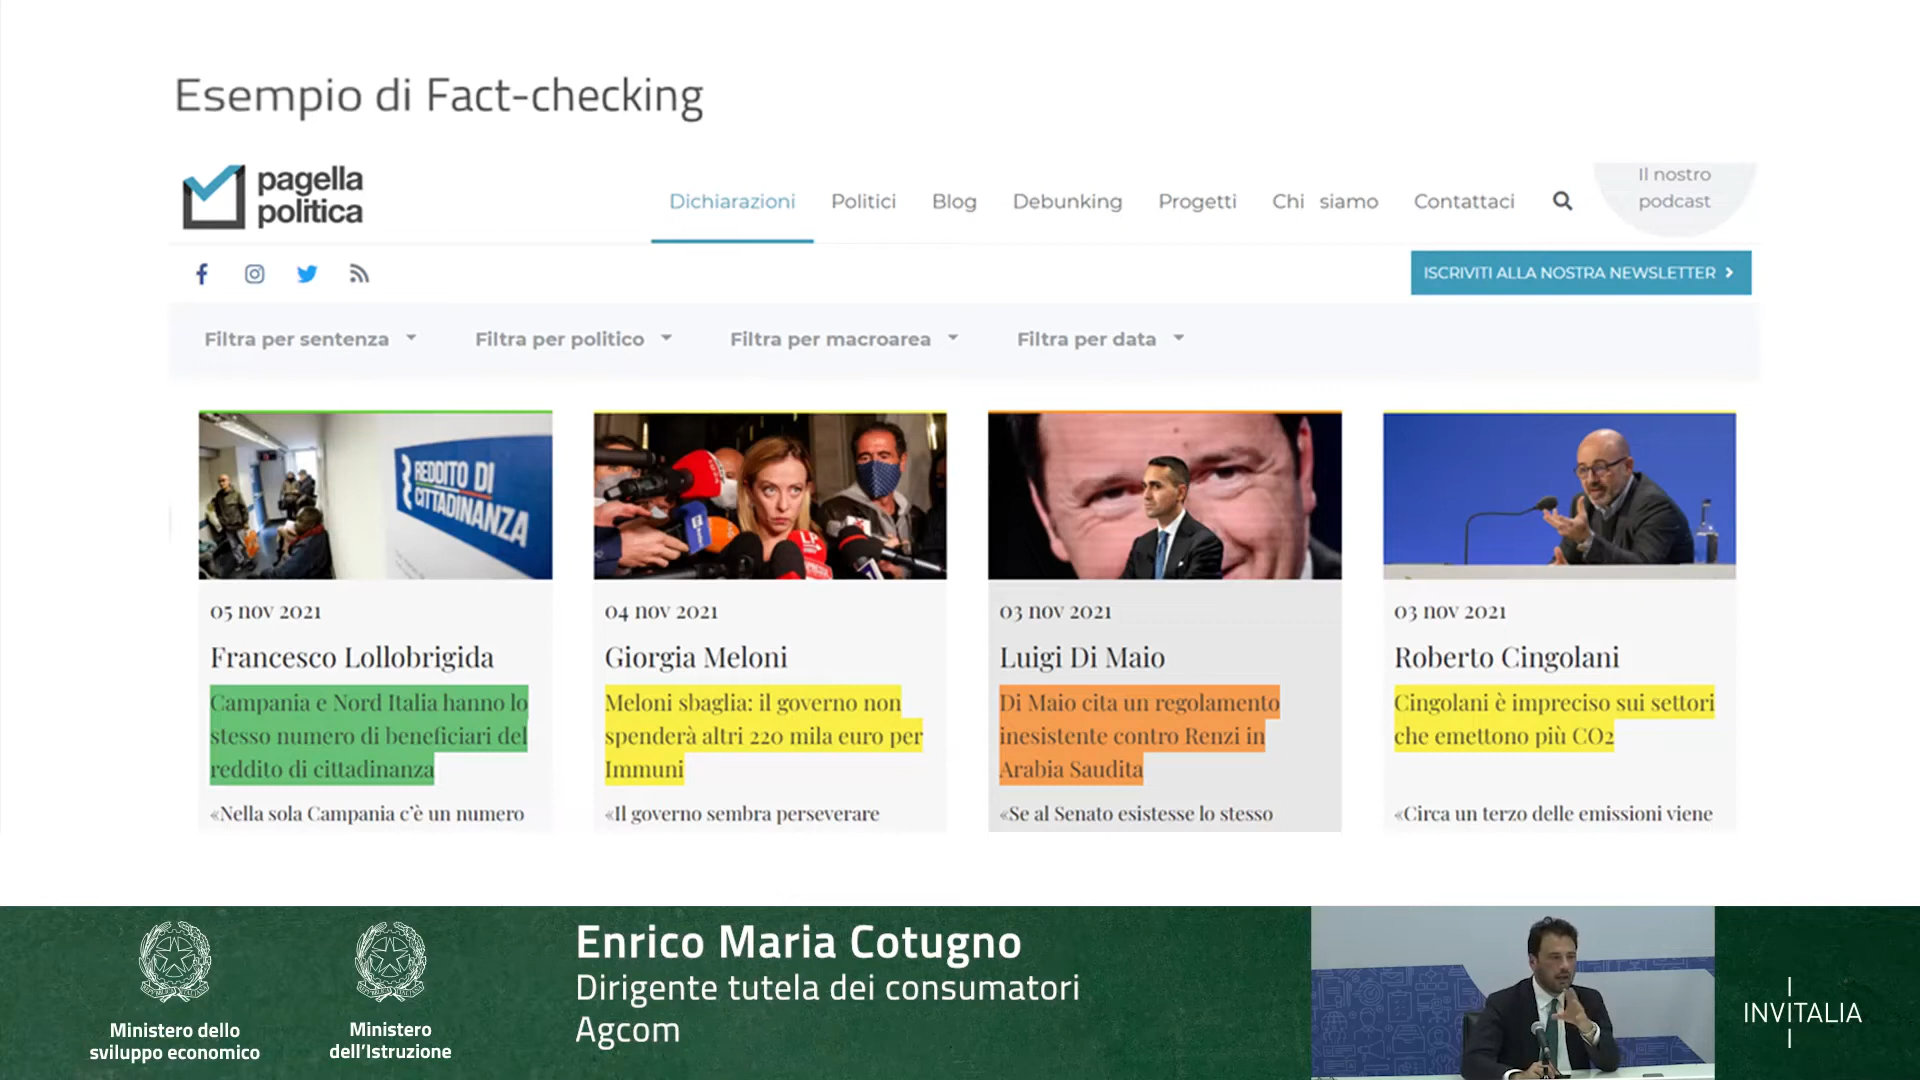 Esempio di Fact-checking
pagella
politica
Dichiarazioni Politici Blog Debunking Progetti Chi siamo Contattaci
Il nostro
podcast
ISCRIVITI ALLA NOSTRA NEWSLETTER
Filtra per sentenza Filtra per politico Filtra per macroarea Filtra per data
REDDITO DI
CITTADINANZA
05 nov 2021
Francesco Lollobrigida
Campania e Nord Italia hanno lo
stesso numero di beneficiari del
reddito di cittadinanza
«Nella sola Campania c'è un numero
04 nov 2021
Giorgia Meloni
Meloni sbaglia: il governo non
spenderà altri 220 mila euro per
Immuni
«Il governo sembra perseverare
03 nov 2021
Luigi Di Maio
Di Maio cita un regolamento
inesistente contro Renzi in
Arabia Saudita
«Se al Senato esistesse lo stesso
03 nov 2021
Roberto Cingolani
Cingolani è impreciso sui settori
che emettono più CO2
«Circa un terzo delle emissioni viene
Ministero dello
sviluppo economico
Ministero
dell'Istruzione
Enrico Maria Cotugno
Dirigente tutela dei consumatori
Agcom
INVITALIA